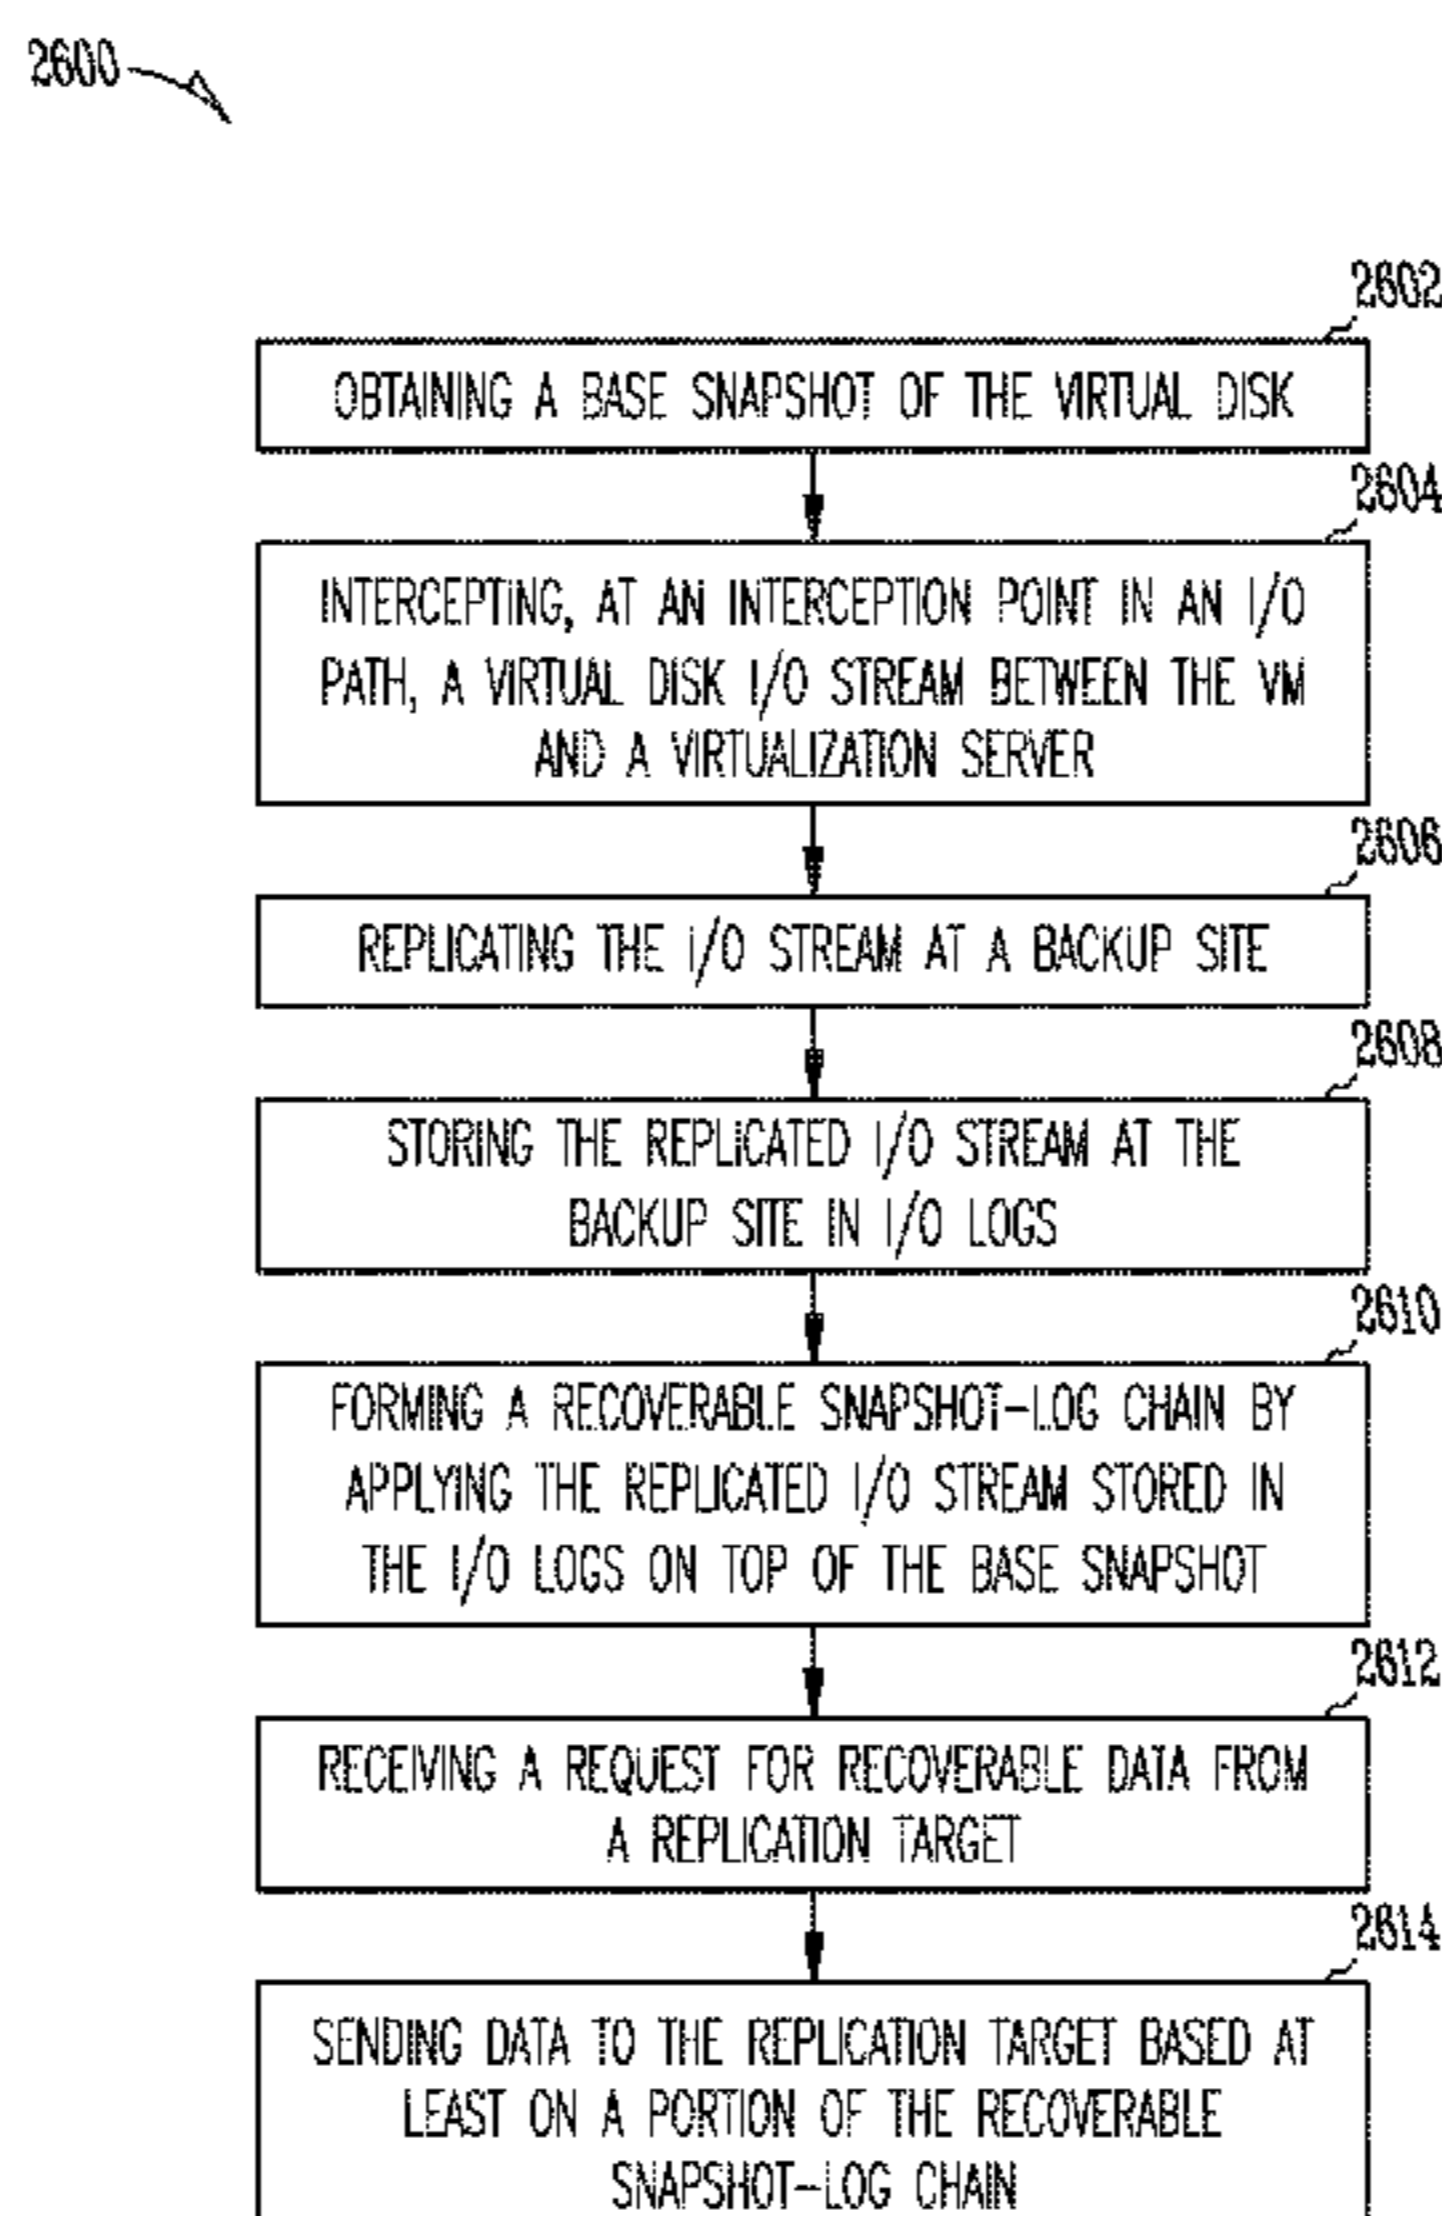 2600
2602
OBTAINING A BASE SNAPSHOT OF THE VIRTUAL DISK
2604
INTERCEPTING, AT AN INTERCEPTION POINT IN AN I/O
PATH, A VIRTUAL DISK I/O STREAM BETWEEN THE VM
AND A VIRTUALIZATION SERVER
2606
REPLICATING THE I/O STREAM AT A BACKUP SITE
2608
STORING THE REPLICATED I/O STREAM AT THE
BACKUP SITE IN I/O LOGS
2610
FORMING A RECOVERABLE SNAPSHOT-LOG CHAIN BY
APPLYING THE REPLICATED I/O STREAM STORED IN
THE I/O LOGS ON TOP OF THE BASE SNAPSHOT
2612
RECEIVING A REQUEST FOR RECOVERABLE DATA FROM
A REPLICATION TARGET
2614
SENDING DATA TO THE REPLICATION TARGET BASED AT
LEAST ON A PORTION OF THE RECOVERABLE
SNAPSHOT-LOG CHAIN